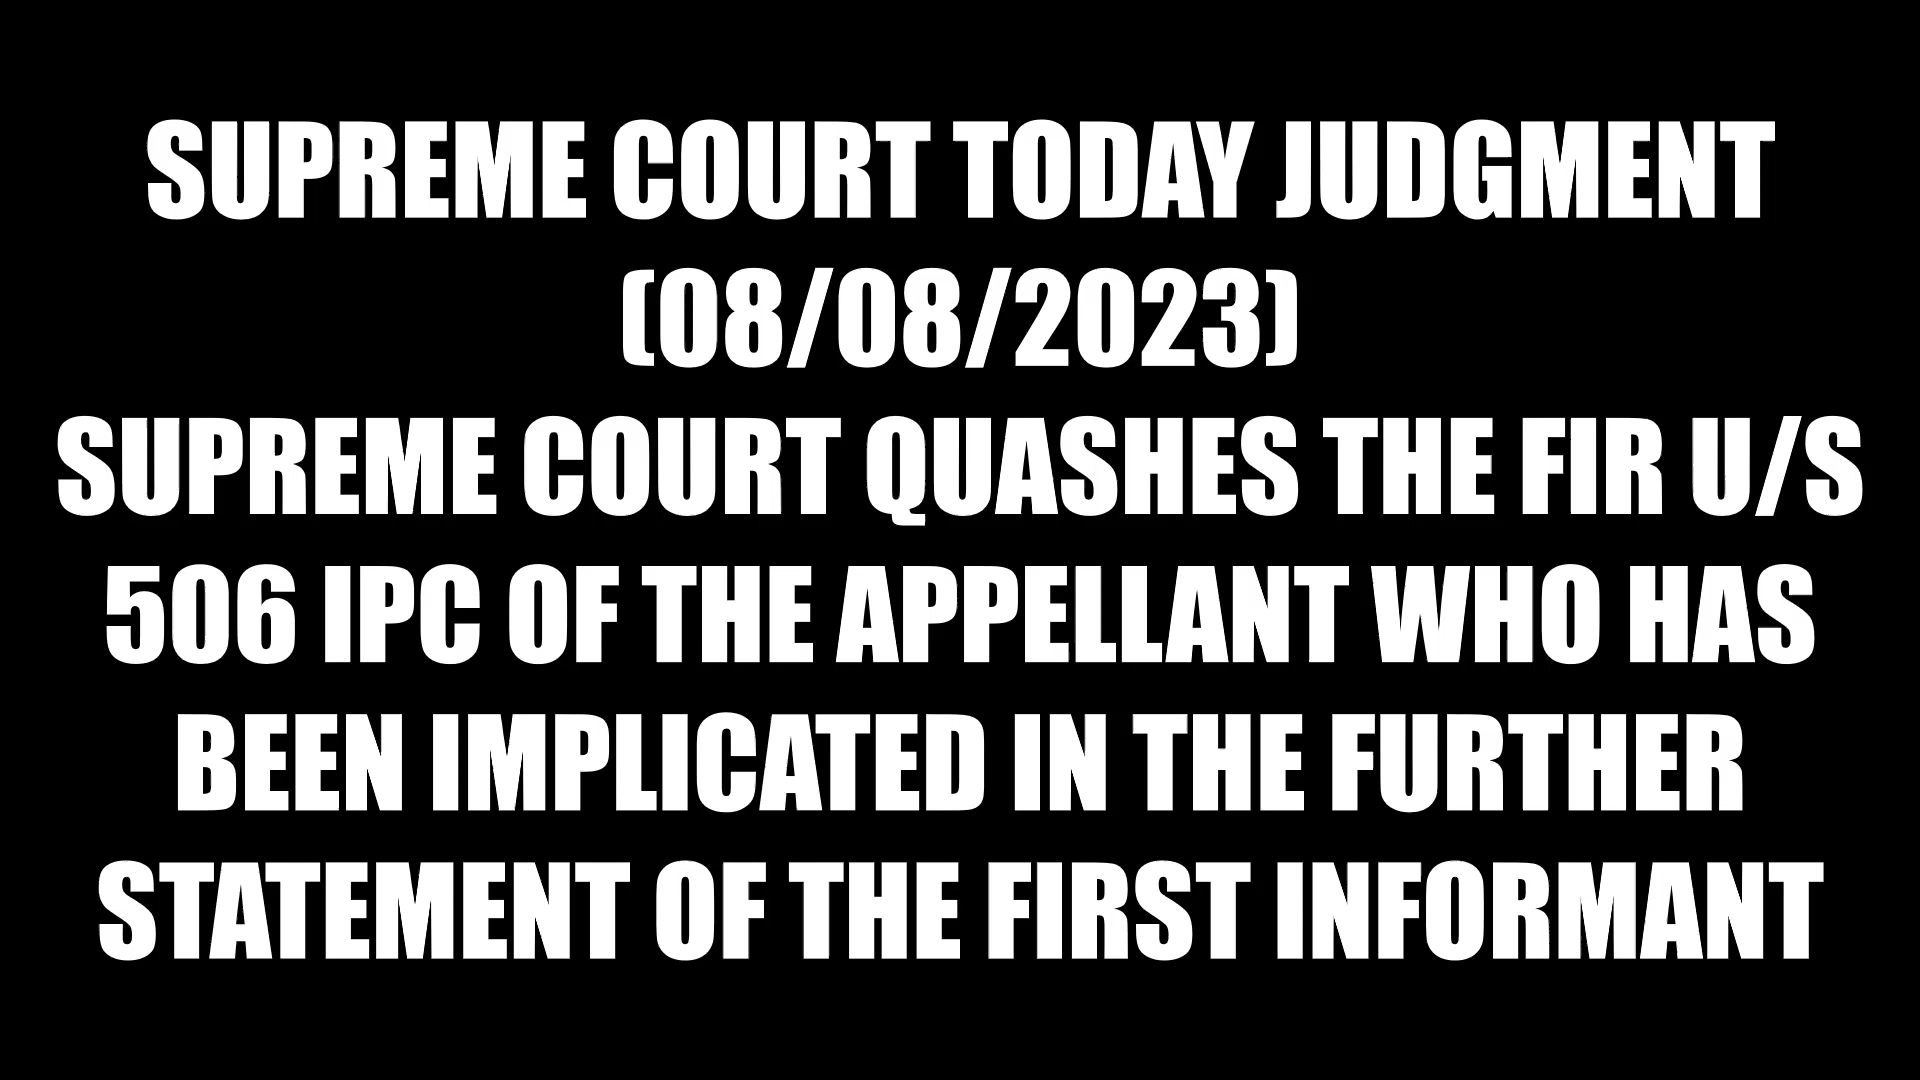 SUPREME COURT TODAY JUDGMENT
(08/08/2023)
SUPREME COURT QUASHES THE FIR U/S
506 IPC OF THE APPELLANT WHO HAS
BEEN IMPLICATED IN THE FURTHER
STATEMENT OF THE FIRST INFORMANT